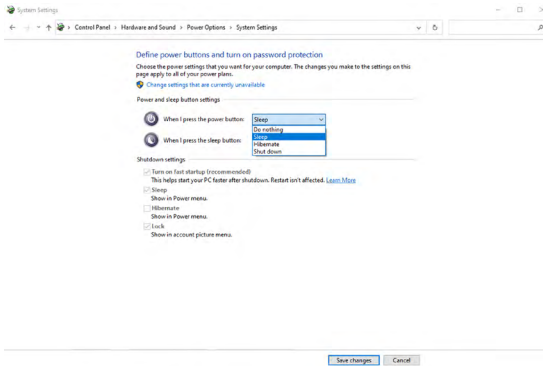 System Settings
Control Panel › Hardware and Sound › Power Options › System Settings
Define power buttons and turn on password protection
Choose the power settings that you want for your computer. The changes you make to the settings on this
page apply to all of your power plans.
Change settings that are currently unavailable
Power and sleep button settings
When I press the power button: Sleep
Do nothing
Sleep
When I press the sleep button: Hibernate
Shut down
Shutdown settings
Turn on fast startup (recommended)
This helps start your PC faster after shutdown. Restart isn't affected. Learn More
Sleep
Show in Power menu.
Hibernate
Show in Power menu.
Lock
Show in account picture menu.
Save changes Cancel